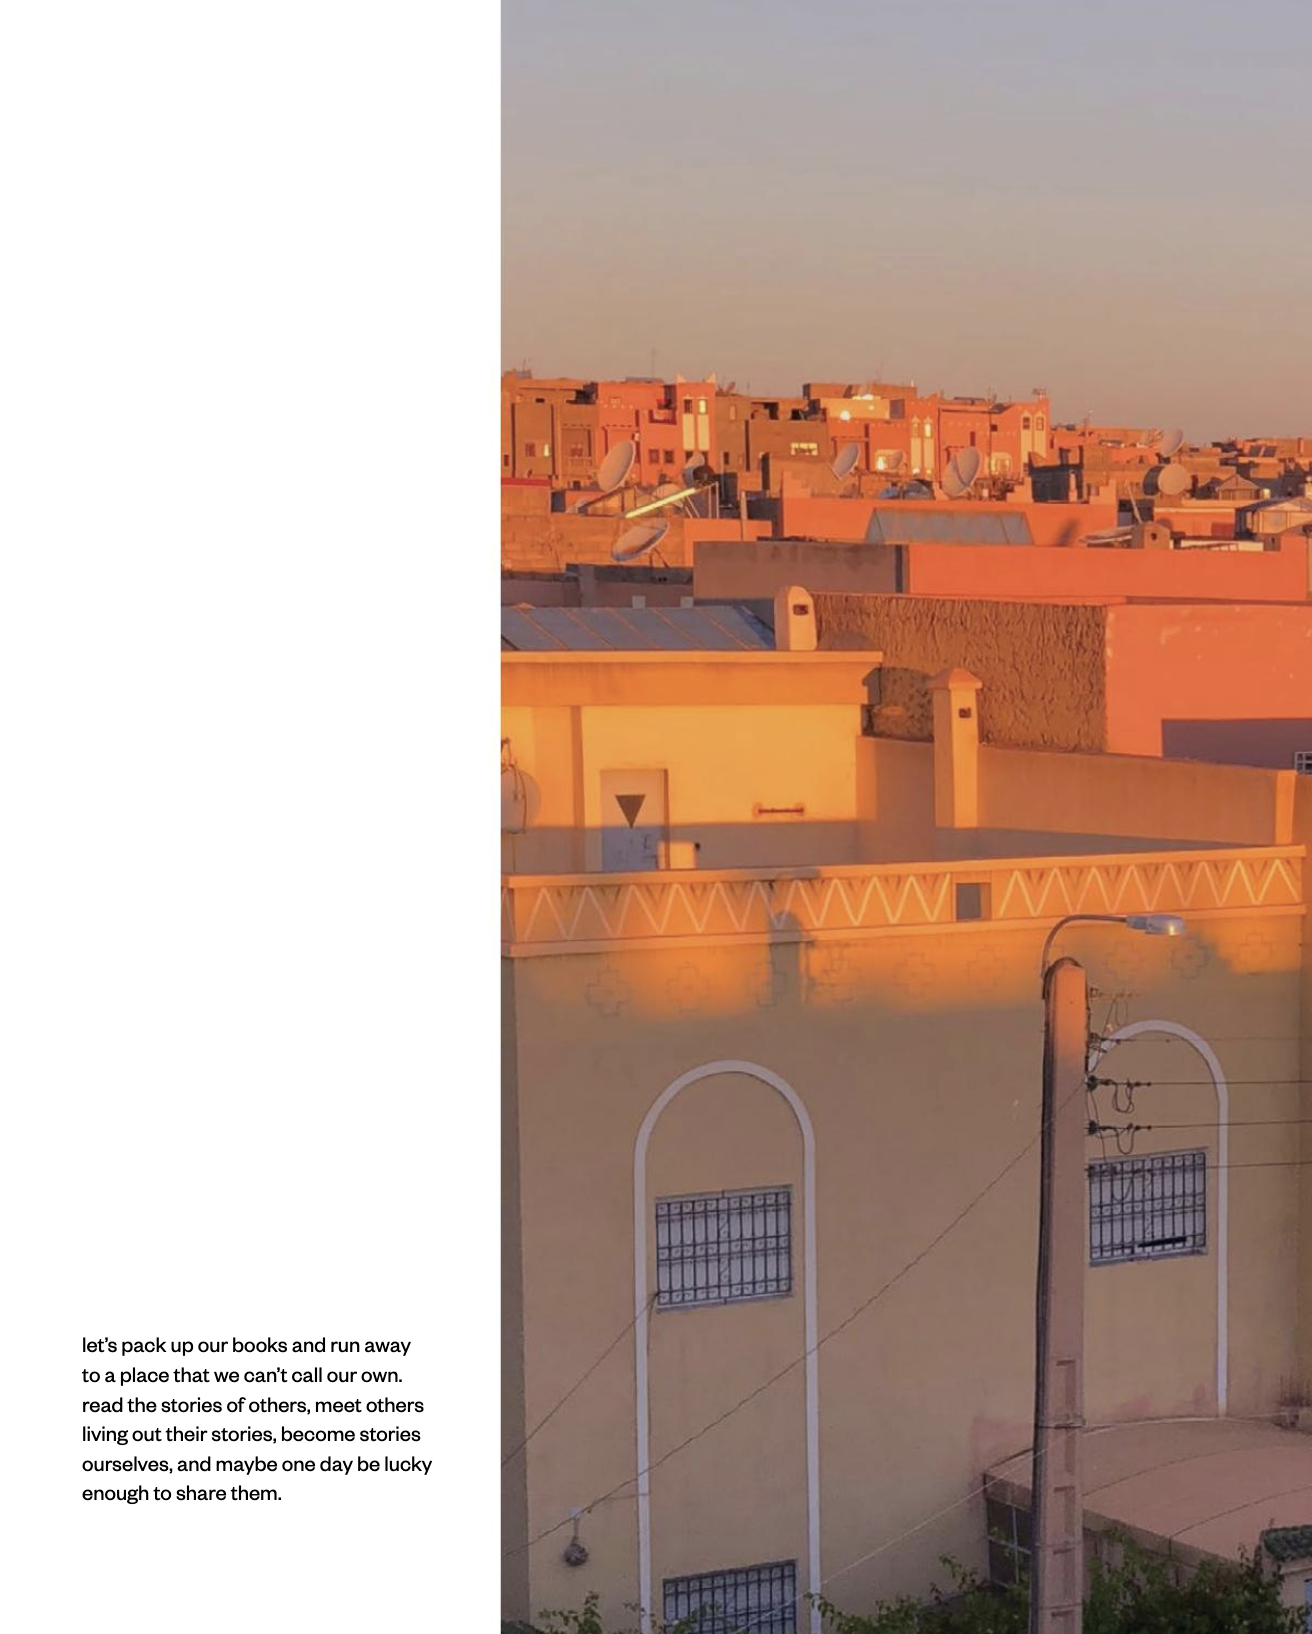 let’s pack up our books and run away
to a place that we can’t call our own.
read the stories of others, meet others
living out their stories, become stories
ourselves, and maybe one day be lucky
enough to share them.